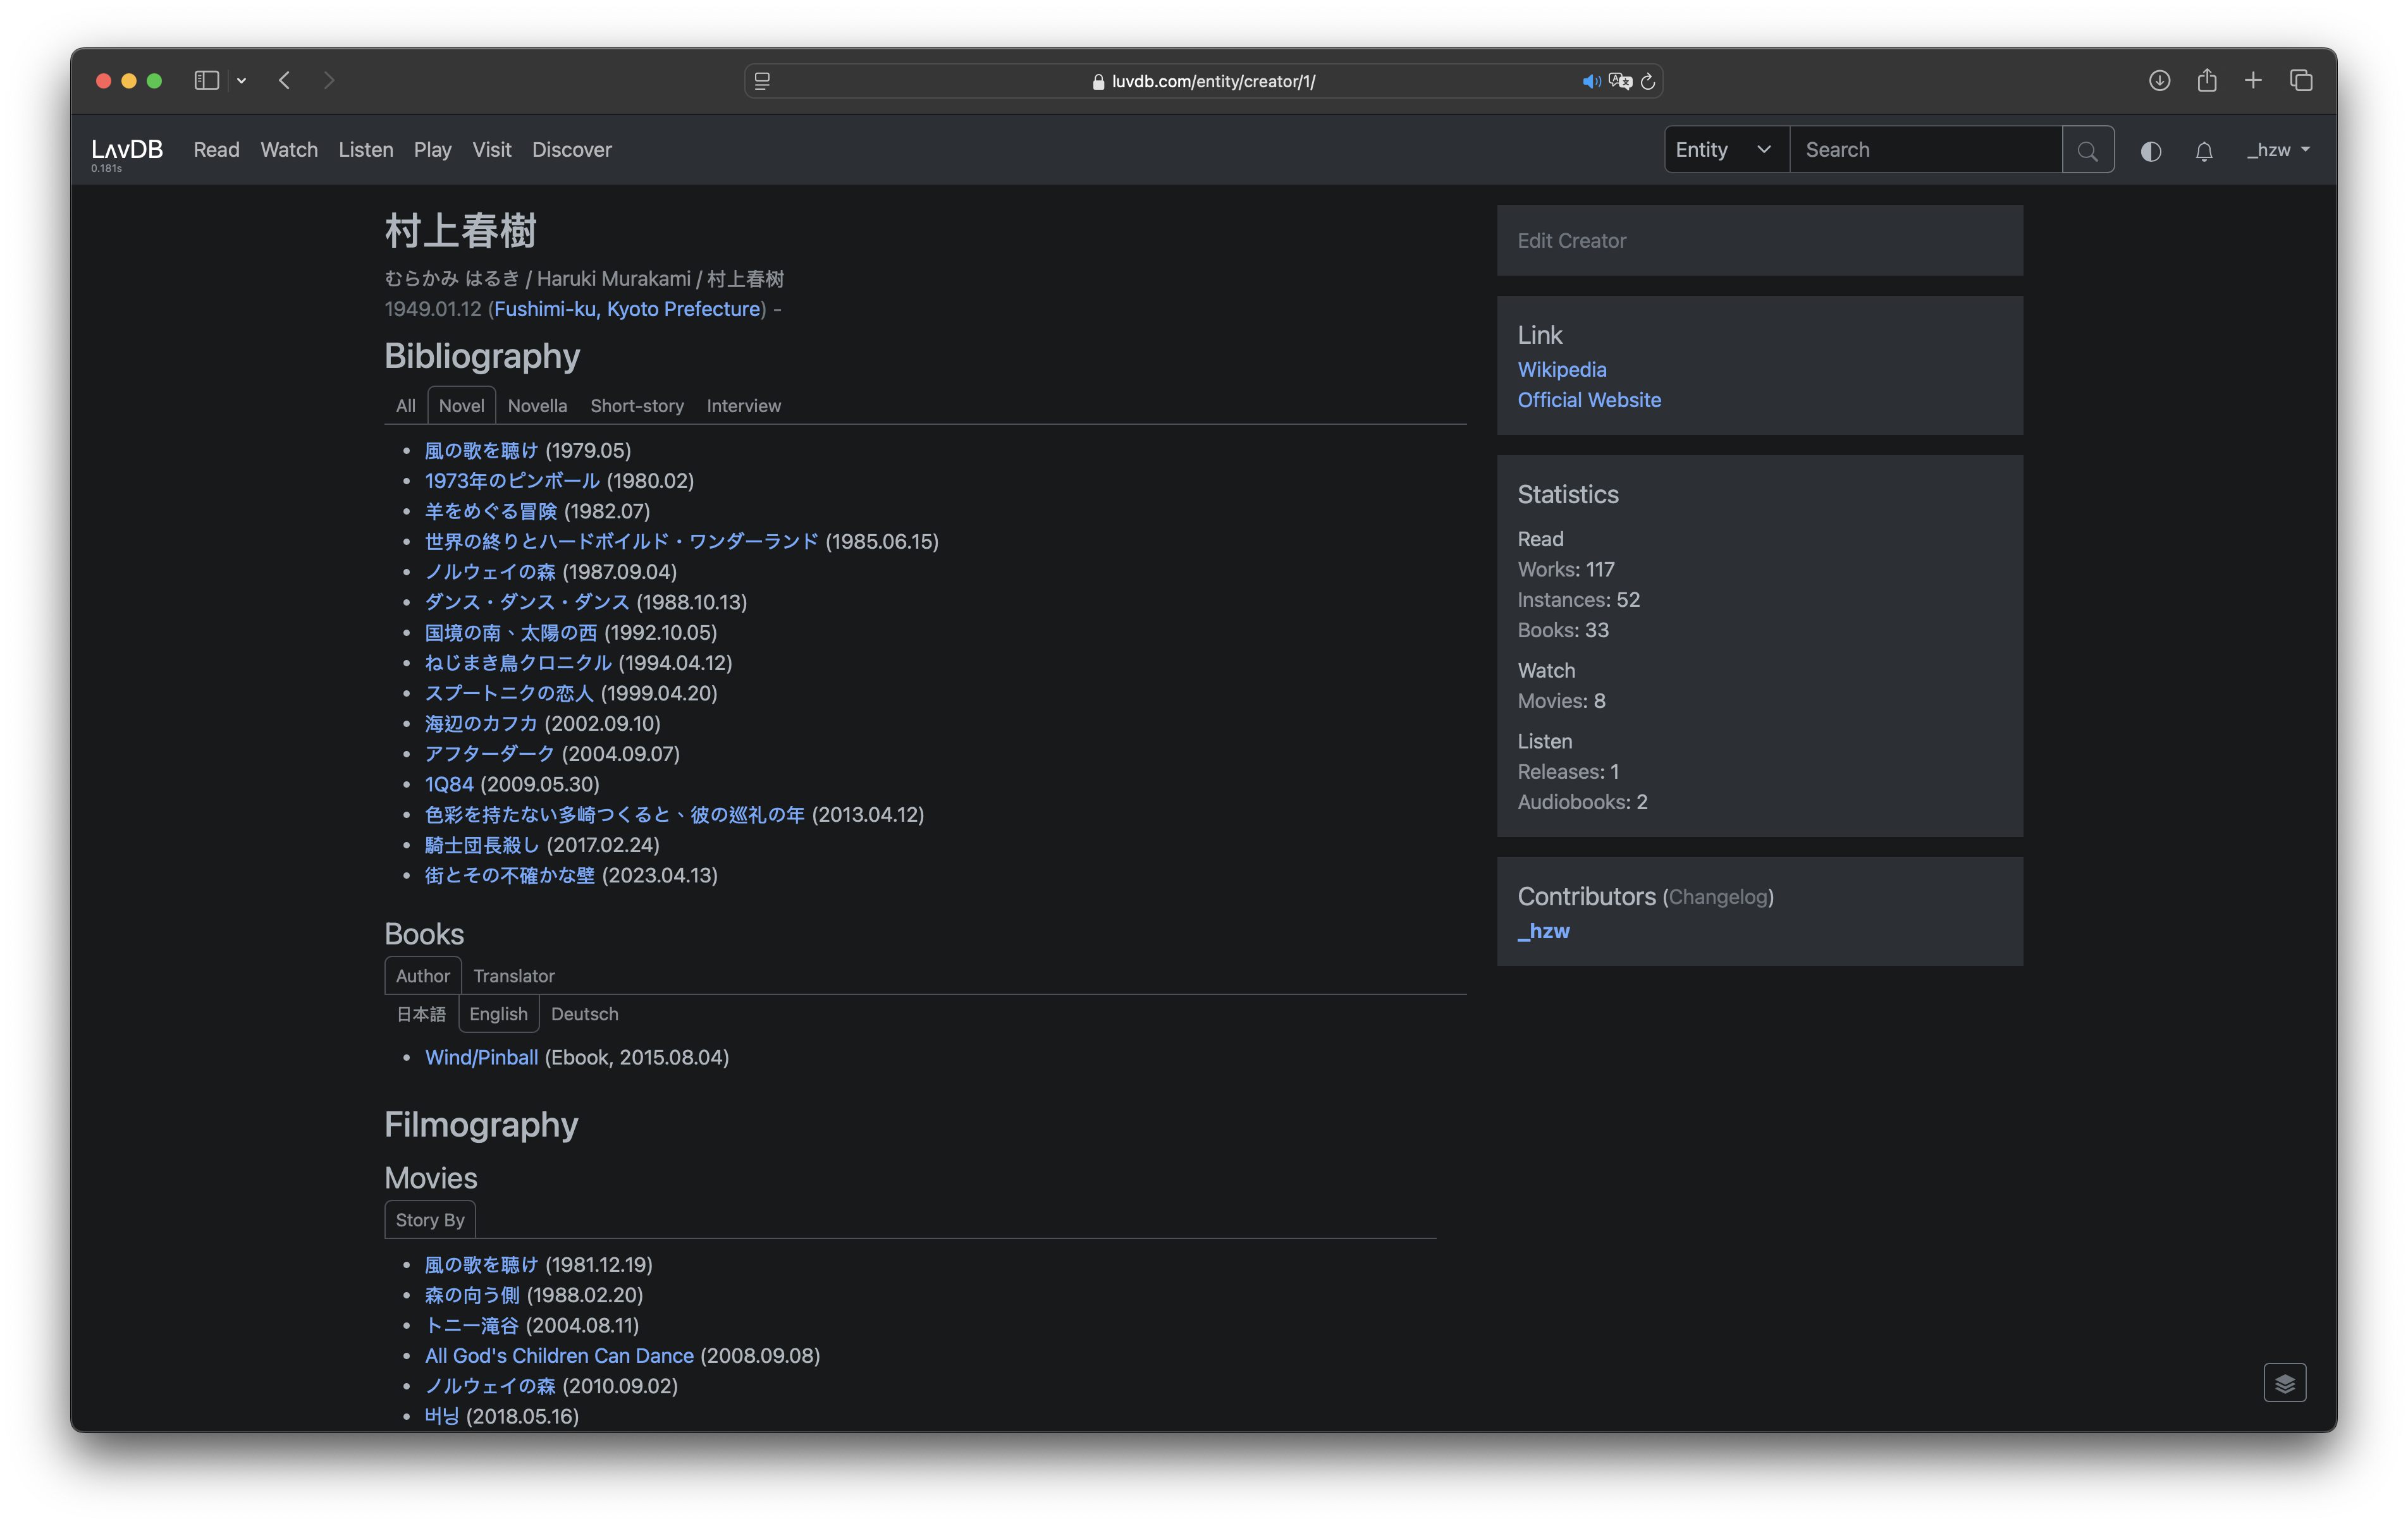 luvdb.com/entity/creator/1/
LʌvDB
0.181s
Read Watch Listen Play Visit Discover
Entity
Search
_hzw
村上春樹
むらかみ はるき / Haruki Murakami / 村上春树
1949.01.12 (Fushimi-ku, Kyoto Prefecture) -
Bibliography
All Novel Novella Short-story Interview
風の歌を聴け (1979.05)
1973年のピンボール (1980.02)
羊をめぐる冒険 (1982.07)
世界の終りとハードボイルド・ワンダーランド (1985.06.15)
ノルウェイの森 (1987.09.04)
ダンス・ダンス・ダンス (1988.10.13)
国境の南、太陽の西 (1992.10.05)
ねじまき鳥クロニクル (1994.04.12)
スプートニクの恋人 (1999.04.20)
海辺のカフカ (2002.09.10)
アフターダーク (2004.09.07)
1Q84 (2009.05.30)
色彩を持たない多崎つくると、彼の巡礼の年 (2013.04.12)
騎士団長殺し (2017.02.24)
街とその不確かな壁 (2023.04.13)
Books
Author Translator
日本語 English Deutsch
Wind/Pinball (Ebook, 2015.08.04)
Filmography
Movies
Story By
風の歌を聴け (1981.12.19)
森の向う側 (1988.02.20)
トニー滝谷 (2004.08.11)
All God's Children Can Dance (2008.09.08)
ノルウェイの森 (2010.09.02)
버닝 (2018.05.16)
Edit Creator
Link
Wikipedia
Official Website
Statistics
Read
Works: 117
Instances: 52
Books: 33
Watch
Movies: 8
Listen
Releases: 1
Audiobooks: 2
Contributors (Changelog)
_hzw